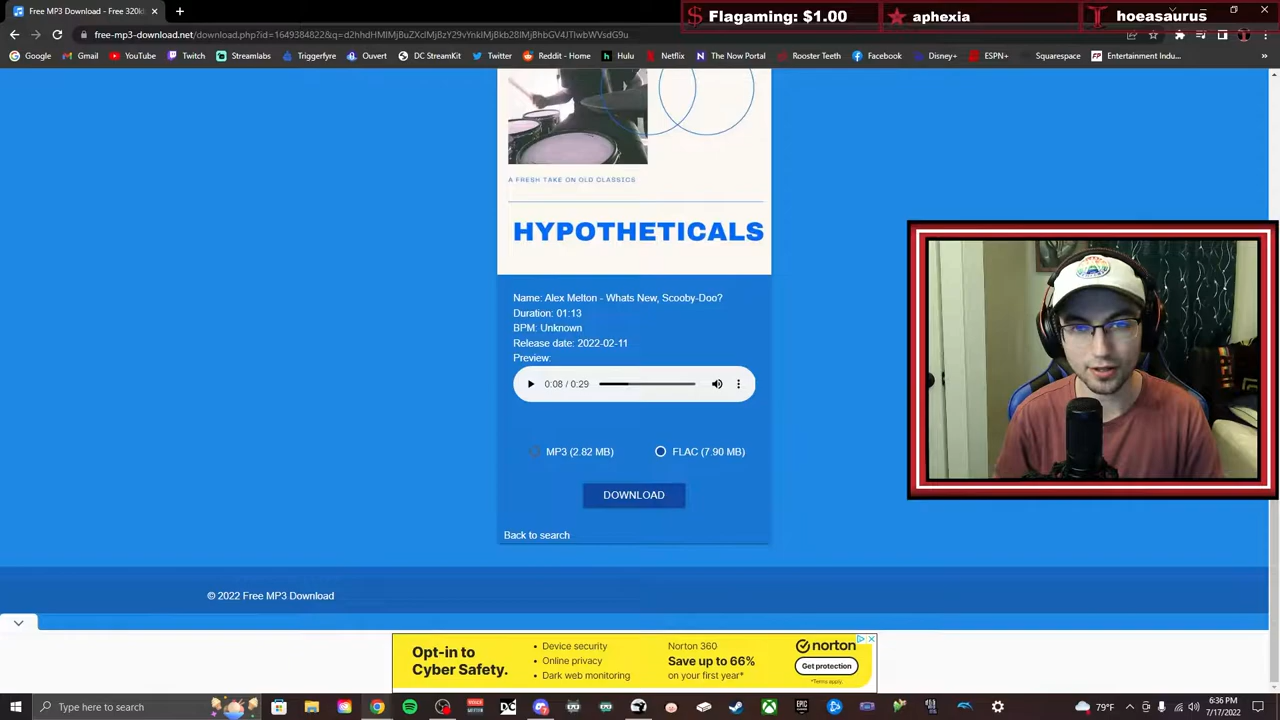 Free MP3 Download - Free 320kl
Flagaming: $1.00
aphexia
hoeasaurus
free-mp3-download.net/download.php?id=1649384822&q=d2hhdHMlMjBuZXclMjBzY29vYnklMjBkb28lMjBhbGV4JTIwbWVsdG9u
Google
Gmail
YouTube
Twitch
Streamlabs
Triggerfyre
Ouvert
DC StreamKit
Twitter
Reddit - Home
Hulu
Netflix
The Now Portal
Rooster Teeth
Facebook
Disney+
ESPN+
Squarespace
Entertainment Indu...
A FRESH TAKE ON OLD CLASSICS
HYPOTHETICALS
Name: Alex Melton - Whats New, Scooby-Doo?
Duration: 01:13
BPM: Unknown
Release date: 2022-02-11
Preview:
0:08 / 0:29
MP3 (2.82 MB)
FLAC (7.90 MB)
DOWNLOAD
Back to search
© 2022 Free MP3 Download
Opt-in to
Cyber Safety.
• Device security
• Online privacy
• Dark web monitoring
Norton 360
Save up to 66%
on your first year*
norton
Get protection
*Terms apply.
Type here to search
83°F
6:36 PM
7/17/2022